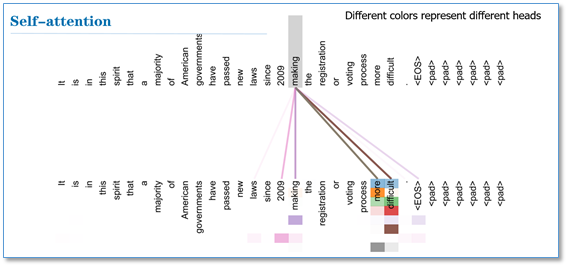 Self-attention
Different colors represent different heads
It is in this spirit that a majority of American governments have passed new laws since 2009 making the registration or voting process more difficult . <EOS> <pad> <pad> <pad> <pad> <pad> <pad>
It is in this spirit that a majority of American governments have passed new laws since 2009 making the registration or voting process more difficult . <EOS> <pad> <pad> <pad> <pad> <pad> <pad>